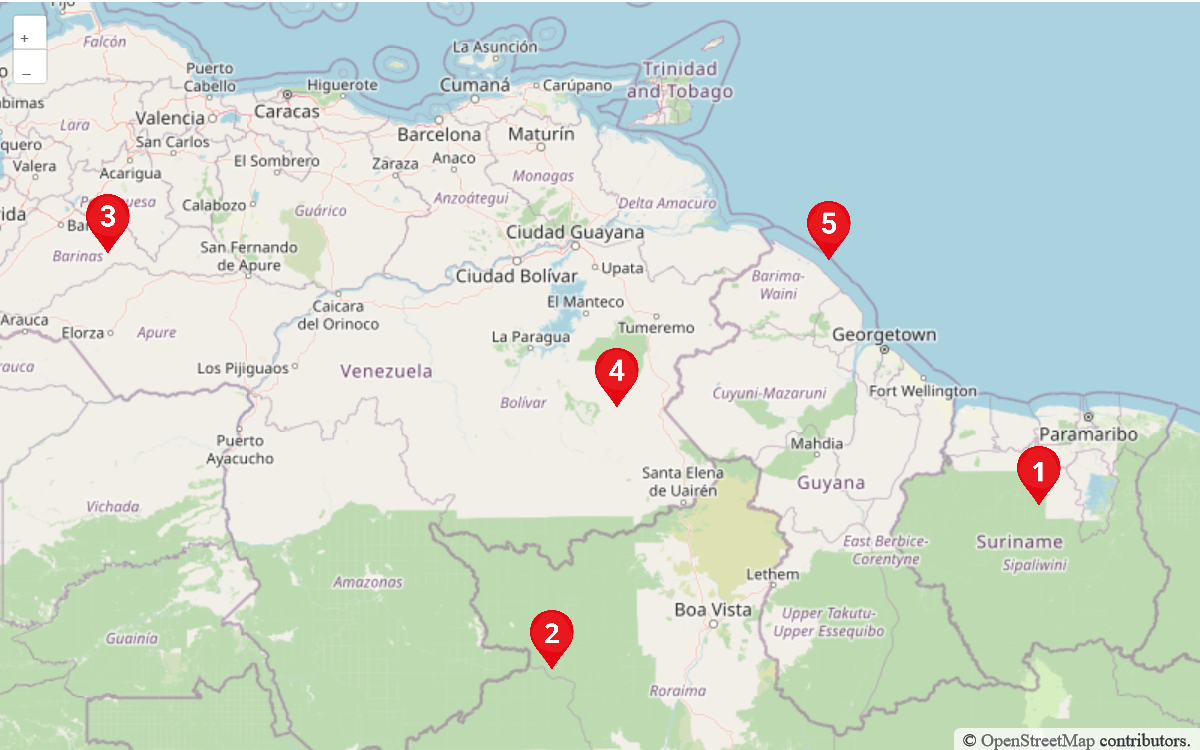 +
−
Falcón
La Asunción
Puerto
Cabello
Higuerote
Cumaná
Carúpano
Trinidad
and Tobago
Lara
Valencia
Caracas
Barcelona
Maturín
San Carlos
Valera
Acarigua
El Sombrero
Zaraza
Anaco
Monagas
Calabozo
Guárico
Anzoátegui
Delta Amacuro
3
5
Barinas
San Fernando
de Apure
Ciudad Guayana
Ciudad Bolívar
Upata
Barima-
Waini
El Manteco
Caicara
del Orinoco
Arauca
Elorza
Apure
La Paragua
Tumeremo
Georgetown
Los Pijiguaos
Venezuela
4
Bolívar
Cuyuni-Mazaruni
Fort Wellington
Puerto
Ayacucho
Mahdia
Paramaribo
Santa Elena
de Uairén
Guyana
1
Vichada
East Berbice-
Corentyne
Suriname
Sipaliwini
Amazonas
Lethem
Boa Vista
Upper Takutu-
Upper Essequibo
Guainía
2
Roraima
© OpenStreetMap contributors.